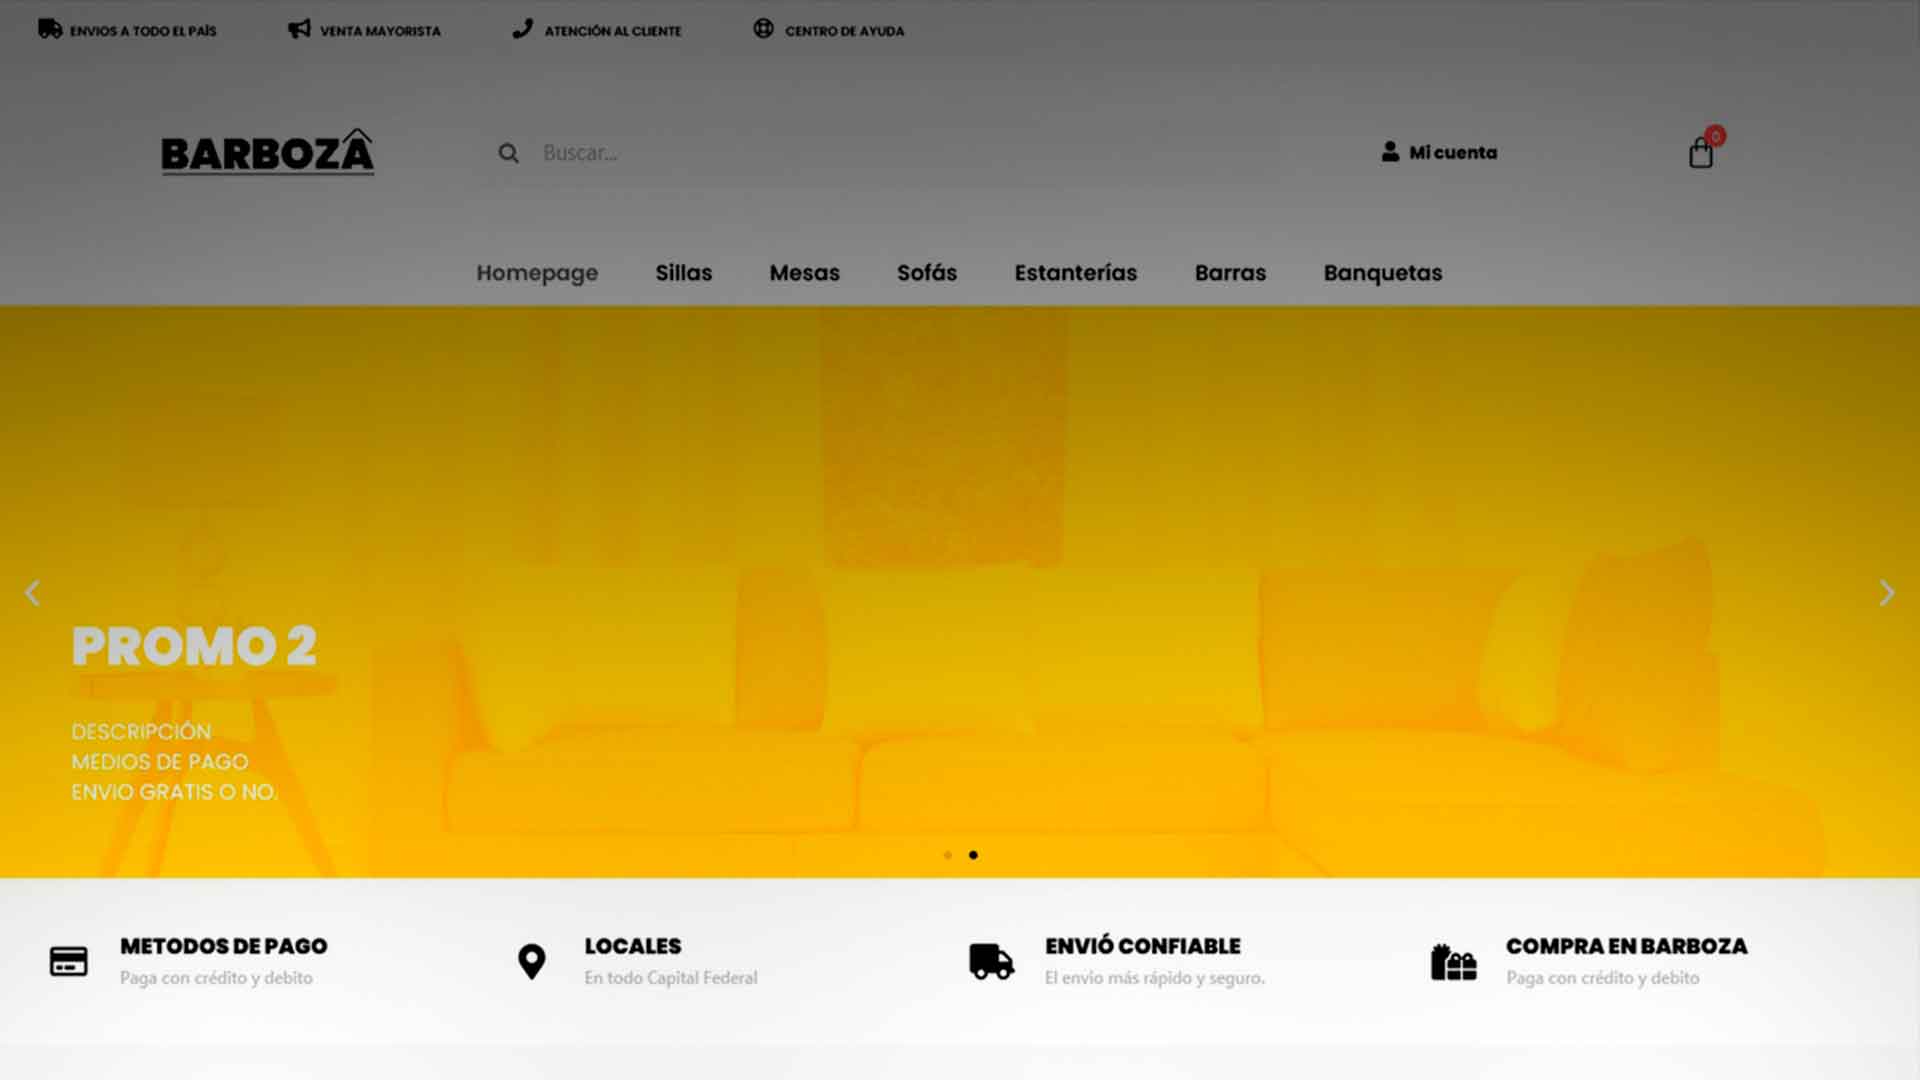 ENVIOS A TODO EL PAÍS
VENTA MAYORISTA
ATENCIÓN AL CLIENTE
CENTRO DE AYUDA
BARBOZA
Buscar...
Mi cuenta
0
Homepage
Sillas
Mesas
Sofás
Estanterías
Barras
Banquetas
PROMO 2
DESCRIPCIÓN
MEDIOS DE PAGO
ENVIO GRATIS O NO.
METODOS DE PAGO
Paga con crédito y debito
LOCALES
En todo Capital Federal
ENVIÓ CONFIABLE
El envio más rápido y seguro.
COMPRA EN BARBOZA
Paga con crédito y debito